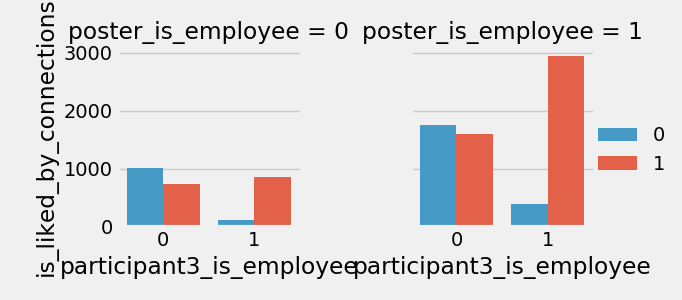 poster_is_employee = 0
poster_is_employee = 1
is_liked_by_connections
3000
2000
1000
0
0
1
0
1
participant3_is_employee
participant3_is_employee
0
1